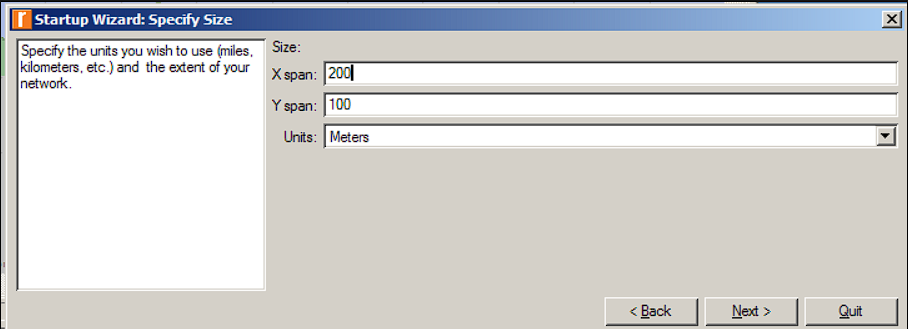 Startup Wizard: Specify Size
Specify the units you wish to use (miles,
kilometers, etc.) and the extent of your
network.
Size:
X span: 200
Y span: 100
Units: Meters
< Back Next > Quit